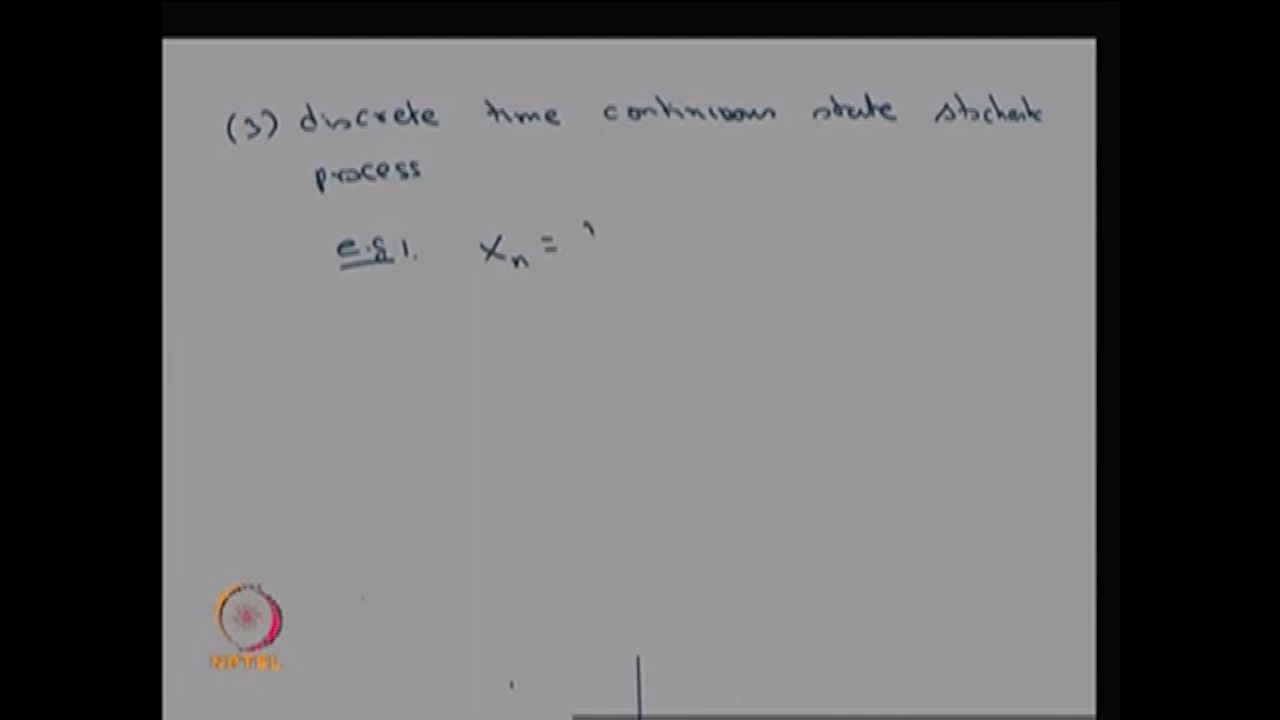 (3) discrete time continuous state stochastic
process
e.g 1. Xn =
NPTEL